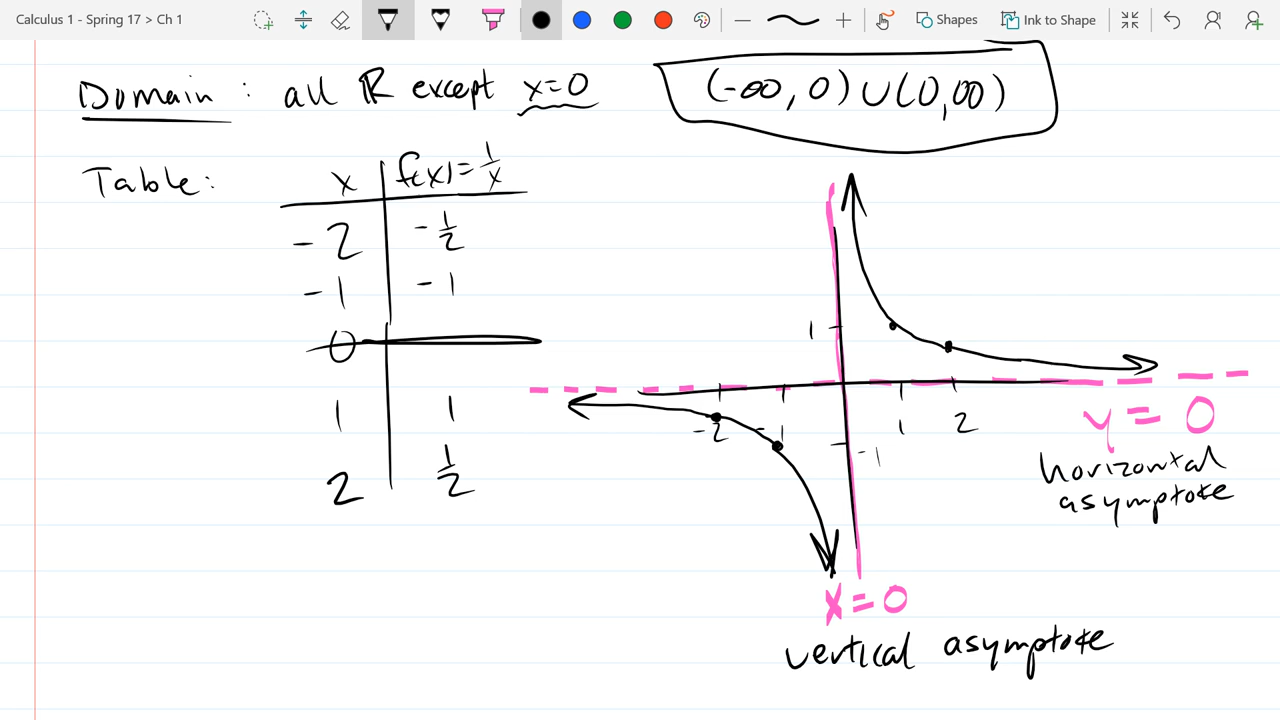 Calculus 1 - Spring 17 > Ch 1
Shapes
Ink to Shape
Domain: all ℝ except x=0
(-∞, 0) ∪ (0, ∞)
Table:
x | f(x) = 1/x
-2 | -1/2
-1 | -1
0
1 | 1
2 | 1/2
1
-2 -1 1 2
-1
y = 0
horizontal
asymptote
x = 0
vertical asymptote